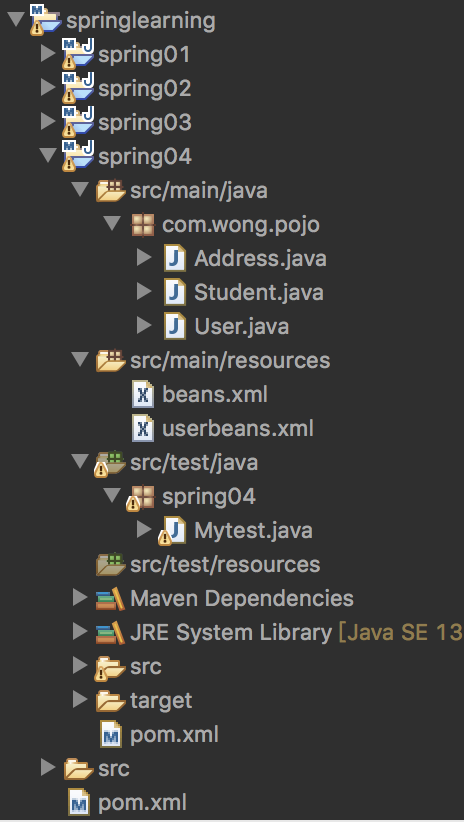 springlearning
spring01
spring02
spring03
spring04
src/main/java
com.wong.pojo
Address.java
Student.java
User.java
src/main/resources
beans.xml
userbeans.xml
src/test/java
spring04
Mytest.java
src/test/resources
Maven Dependencies
JRE System Library [Java SE 13
src
target
pom.xml
src
pom.xml